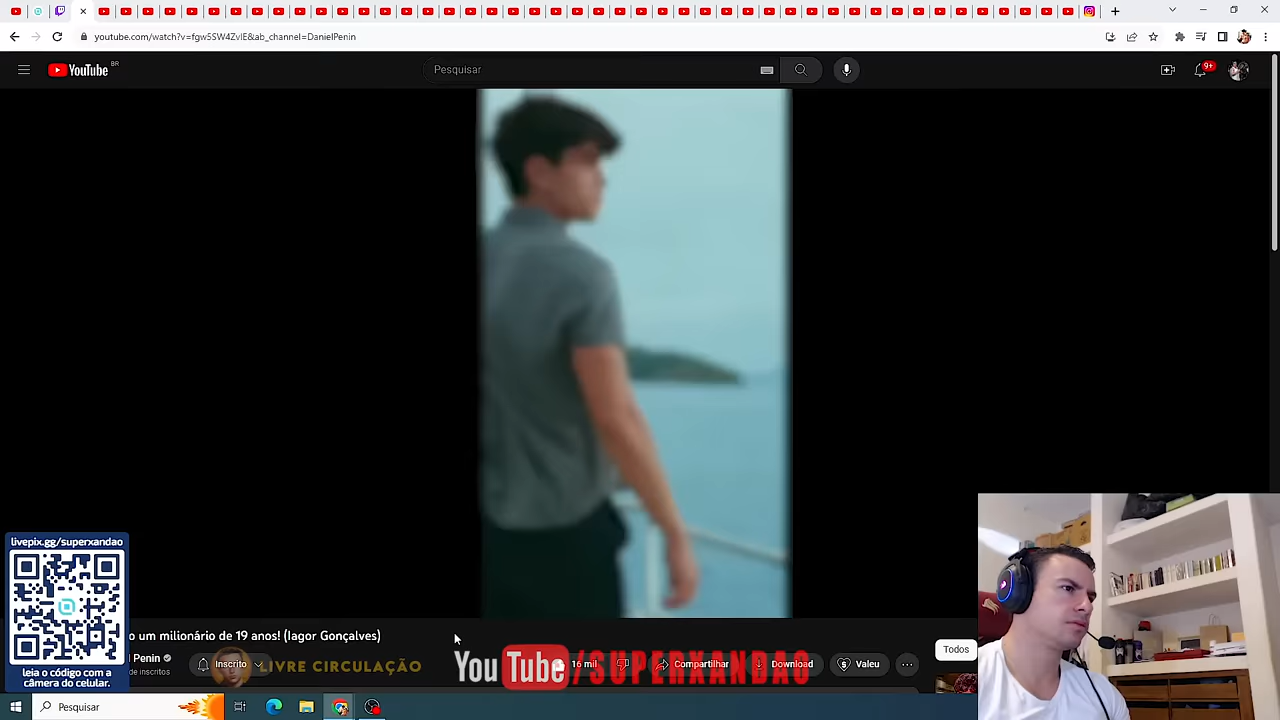 youtube.com/watch?v=fgw5SW4ZvlE&ab_channel=DanielPenin
YouTube BR
Pesquisar
9+
livepix.gg/superxandao
leia o código com a
câmera do celular.
o um milionário de 19 anos! (Iagor Gonçalves)
Penin
de inscritos
Inscrito
LIVRE CIRCULAÇÃO
16 mil
Compartilhar
Download
Valeu
YouTube/SUPERXANDAO
Todos
Pesquisar